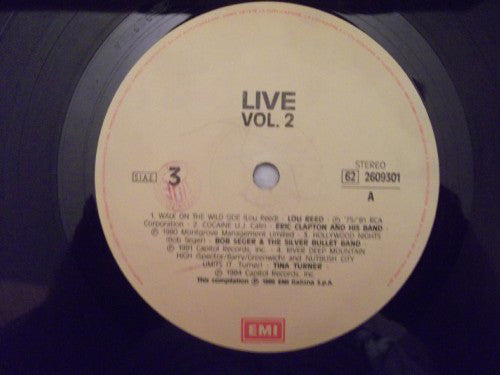 LIVE
VOL. 2
STEREO
S.I.A.E.
3
62 2609301
A
1. WALK ON THE WILD SIDE (Lou Reed) - LOU REED - ℗ '75/'81 RCA
Corporation - 2. COCAINE (J.J. Cale) - ERIC CLAPTON AND HIS BAND -
℗ 1980 Montgrove Management Limited - 3. HOLLYWOOD NIGHTS
(Bob Seger) - BOB SEGER & THE SILVER BULLET BAND -
℗ 1981 Capitol Records, Inc. - 4. RIVER DEEP MOUNTAIN
HIGH (Spector/Barry/Greenwich) and NUTBUSH CITY
LIMITS (T. Turner) - TINA TURNER
℗ 1984 Capitol Records, Inc.
This compilation ℗ 1986 EMI Italiana S.p.A.
EMI